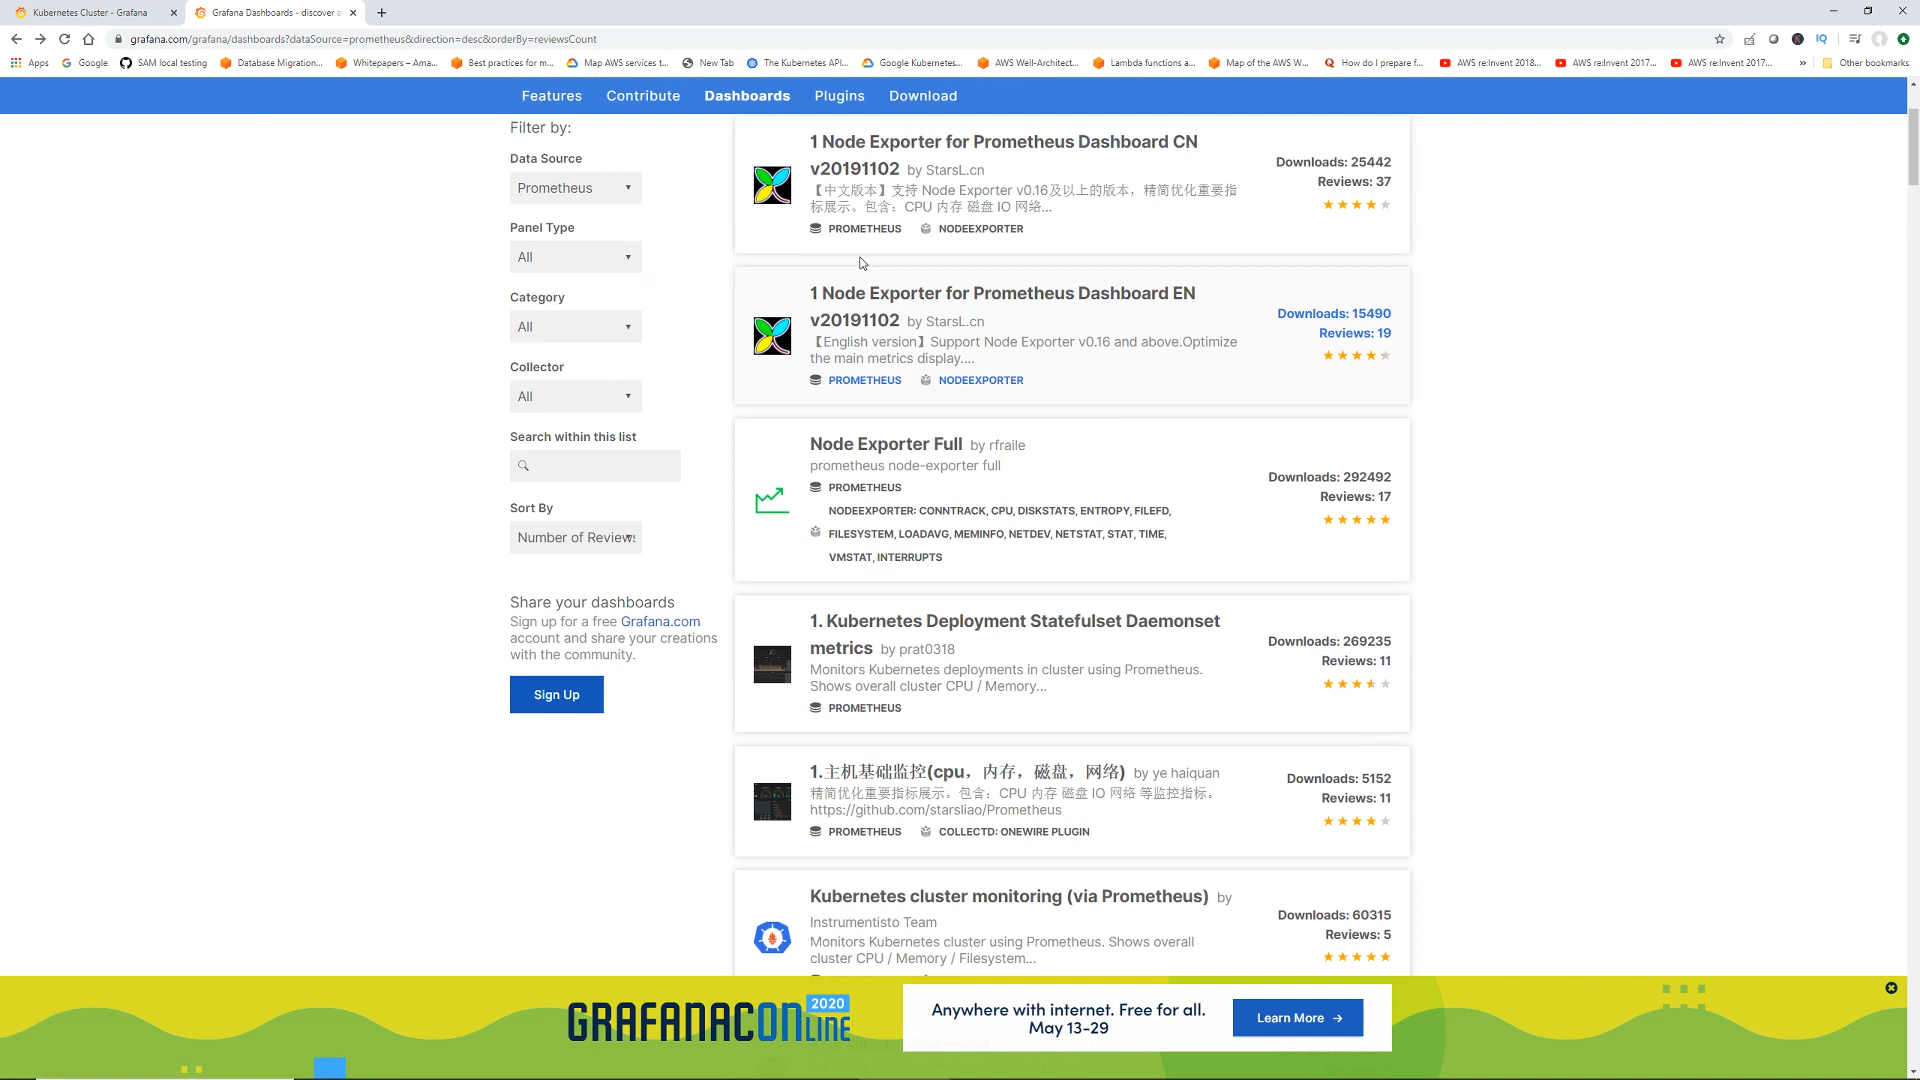 Kubernetes Cluster - Grafana
Grafana Dashboards - discover a
grafana.com/grafana/dashboards?dataSource=prometheus&direction=desc&orderBy=reviewsCount
Apps
Google
SAM local testing
Database Migration...
Whitepapers – Ama...
Best practices for m...
Map AWS services t...
New Tab
The Kubernetes API...
Google Kubernetes...
AWS Well-Architect...
Lambda functions a...
Map of the AWS W...
How do I prepare f...
AWS re:Invent 2018...
AWS re:Invent 2017...
AWS re:Invent 2017...
Other bookmarks
Features
Contribute
Dashboards
Plugins
Download
Filter by:
Data Source
Prometheus
Panel Type
All
Category
All
Collector
All
Search within this list
Sort By
Number of Reviews
Share your dashboards
Sign up for a free Grafana.com
account and share your creations
with the community.
Sign Up
1 Node Exporter for Prometheus Dashboard CN
v20191102 by StarsL.cn
【中文版本】支持 Node Exporter v0.16及以上的版本，精简优化重要指
标展示。包含：CPU 内存 磁盘 IO 网络...
PROMETHEUS NODEEXPORTER
Downloads: 25442
Reviews: 37
1 Node Exporter for Prometheus Dashboard EN
v20191102 by StarsL.cn
【English version】Support Node Exporter v0.16 and above.Optimize
the main metrics display....
PROMETHEUS NODEEXPORTER
Downloads: 15490
Reviews: 19
Node Exporter Full by rfraile
prometheus node-exporter full
PROMETHEUS
NODEEXPORTER: CONNTRACK, CPU, DISKSTATS, ENTROPY, FILEFD,
FILESYSTEM, LOADAVG, MEMINFO, NETDEV, NETSTAT, STAT, TIME,
VMSTAT, INTERRUPTS
Downloads: 292492
Reviews: 17
1. Kubernetes Deployment Statefulset Daemonset
metrics by prat0318
Monitors Kubernetes deployments in cluster using Prometheus.
Shows overall cluster CPU / Memory...
PROMETHEUS
Downloads: 269235
Reviews: 11
1.主机基础监控(cpu，内存，磁盘，网络) by ye haiquan
精简优化重要指标展示。包含：CPU 内存 磁盘 IO 网络 等监控指标。
https://github.com/starsliao/Prometheus
PROMETHEUS COLLECTD: ONEWIRE PLUGIN
Downloads: 5152
Reviews: 11
Kubernetes cluster monitoring (via Prometheus) by
Instrumentisto Team
Monitors Kubernetes cluster using Prometheus. Shows overall
cluster CPU / Memory / Filesystem...
Downloads: 60315
Reviews: 5
GRAFANACONLINE 2020
Anywhere with internet. Free for all.
May 13-29
Learn More →